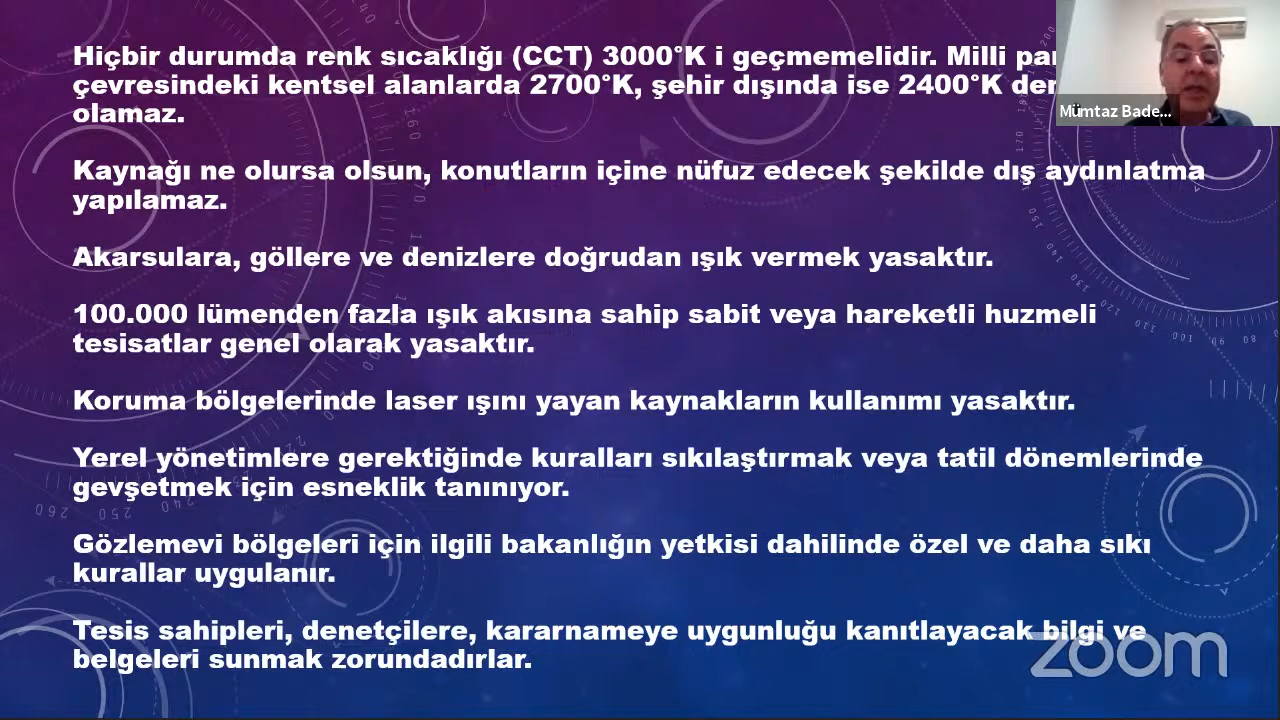 Hiçbir durumda renk sıcaklığı (CCT) 3000°K i geçmemelidir. Milli
çevresindeki kentsel alanlarda 2700°K, şehir dışında ise 2400°K
olamaz.
Kaynağı ne olursa olsun, konutların içine nüfuz edecek şekilde dış aydınlatma
yapılamaz.
Akarsulara, göllere ve denizlere doğrudan ışık vermek yasaktır.
100.000 lümenden fazla ışık akısına sahip sabit veya hareketli huzmeli
tesisatlar genel olarak yasaktır.
Koruma bölgelerinde laser ışını yayan kaynakların kullanımı yasaktır.
Yerel yönetimlere gerektiğinde kuralları sıkılaştırmak veya tatil dönemlerinde
gevşetmek için esneklik tanınıyor.
Gözlemevi bölgeleri için ilgili bakanlığın yetkisi dahilinde özel ve daha sıkı
kurallar uygulanır.
Tesis sahipleri, denetçilere, kararnameye uygunluğu kanıtlayacak bilgi ve
belgeleri sunmak zorundadırlar.
Mümtaz Bade...
zoom